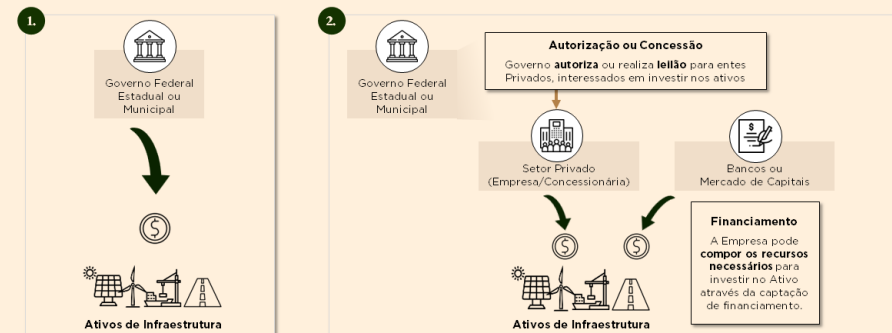 1.
Governo Federal
Estadual ou
Municipal
$
Ativos de Infraestrutura
2.
Governo Federal
Estadual ou
Municipal
Autorização ou Concessão
Governo autoriza ou realiza leilão para entes
Privados, interessados em investir nos ativos
Setor Privado
(Empresa/Concessionária)
$
Bancos ou
Mercado de Capitais
$
$
Financiamento
A Empresa pode
compor os recursos
necessários para
investir no Ativo
através da captação
de financiamento.
Ativos de Infraestrutura